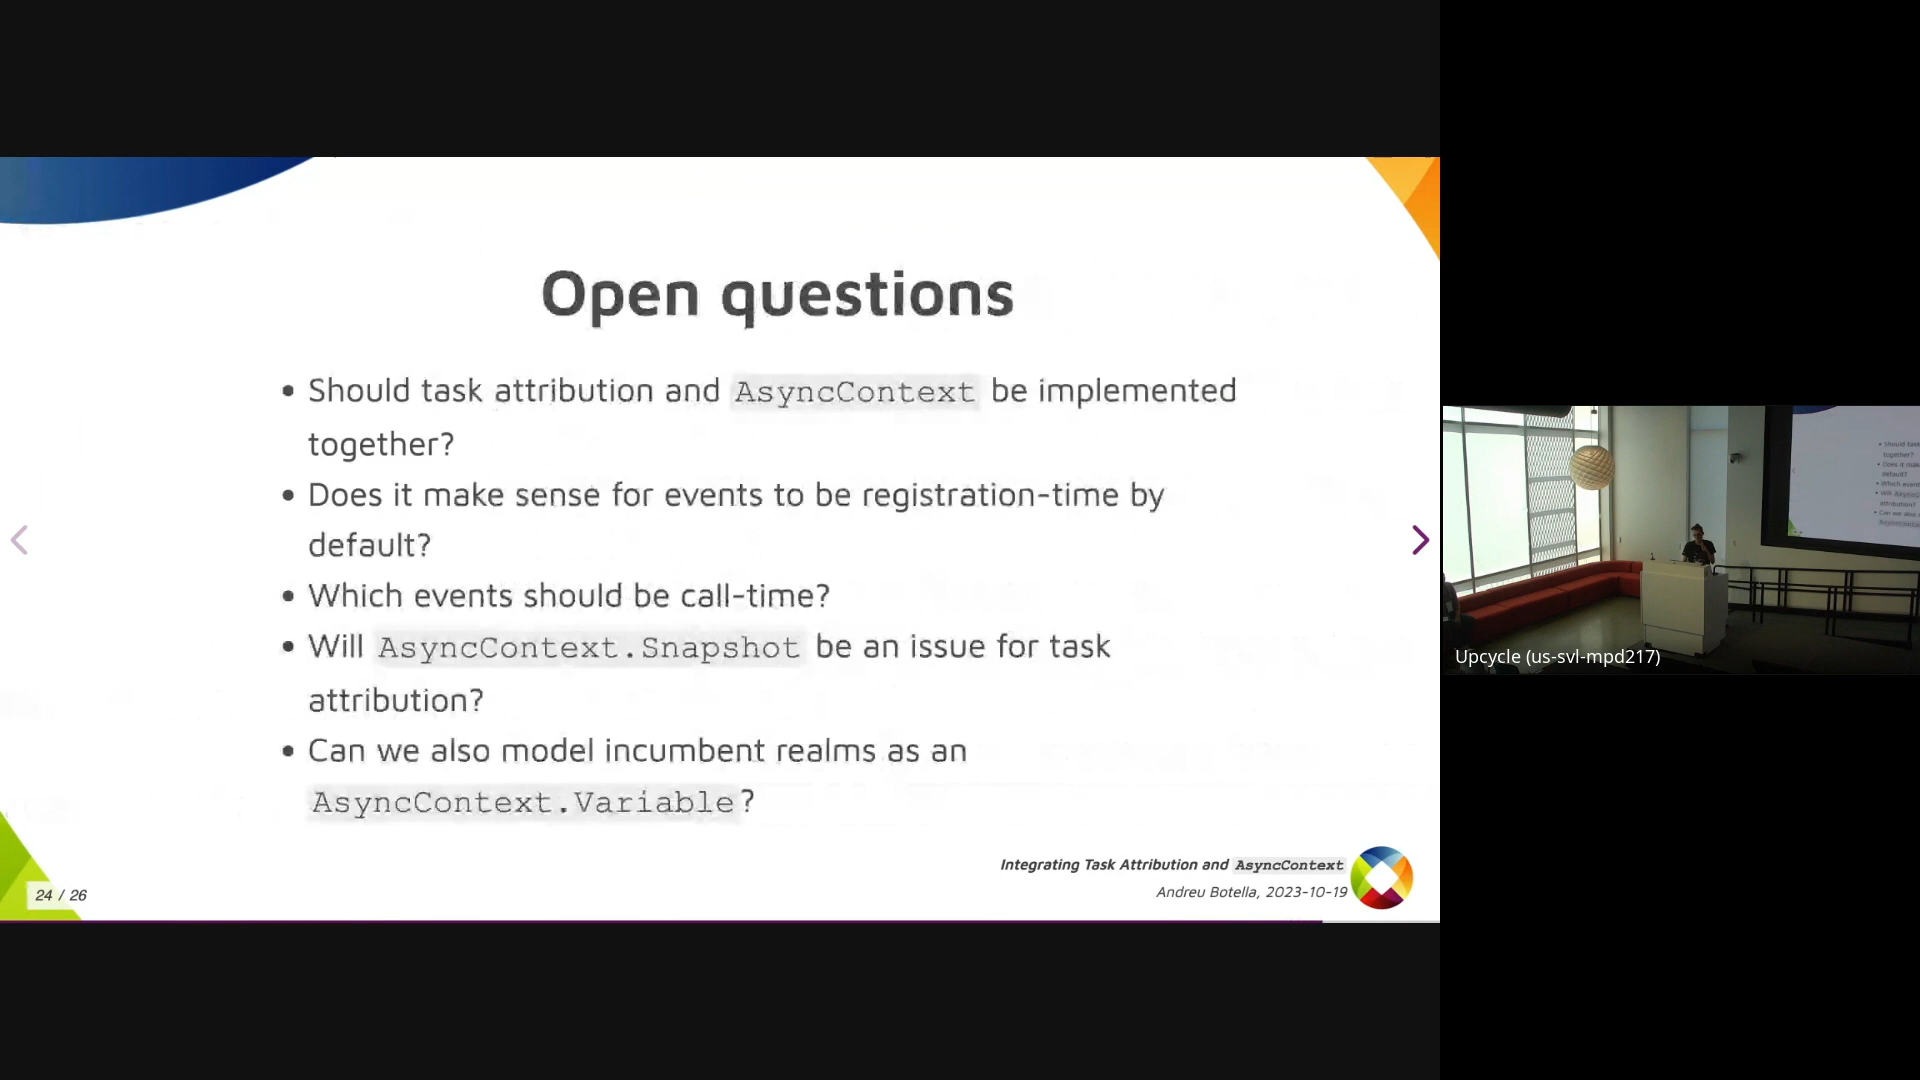 Open questions
• Should task attribution and AsyncContext be implemented
together?
• Does it make sense for events to be registration-time by
default?
• Which events should be call-time?
• Will AsyncContext.Snapshot be an issue for task
attribution?
• Can we also model incumbent realms as an
AsyncContext.Variable?
Integrating Task Attribution and AsyncContext
Andreu Botella, 2023-10-19
24 / 26
Upcycle (us-svl-mpd217)